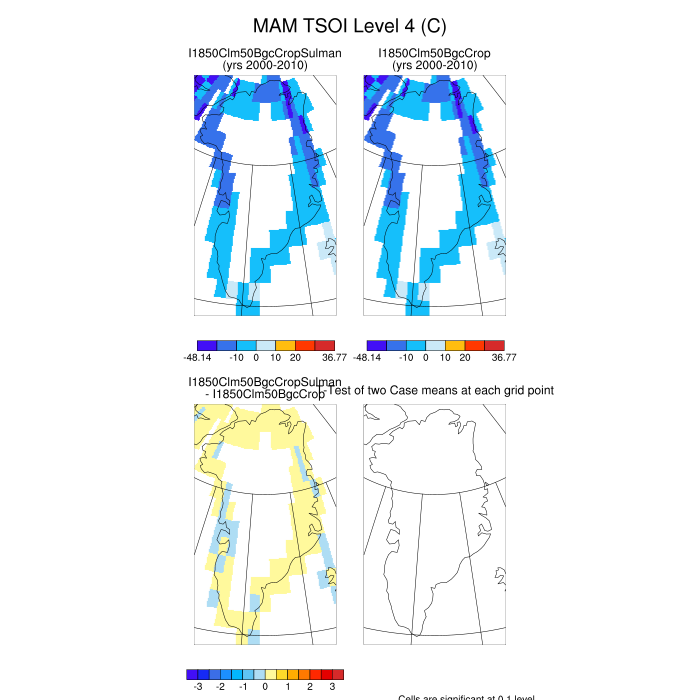 MAM TSOI Level 4 (C)
I1850Clm50BgcCropSulman
(yrs 2000-2010)
I1850Clm50BgcCrop
(yrs 2000-2010)
-48.14 -10 0 10 20 36.77
-48.14 -10 0 10 20 36.77
I1850Clm50BgcCropSulman
- I1850Clm50BgcCrop
-Test of two Case means at each grid point
-3 -2 -1 0 1 2 3
Cells are significant at 0.1 level